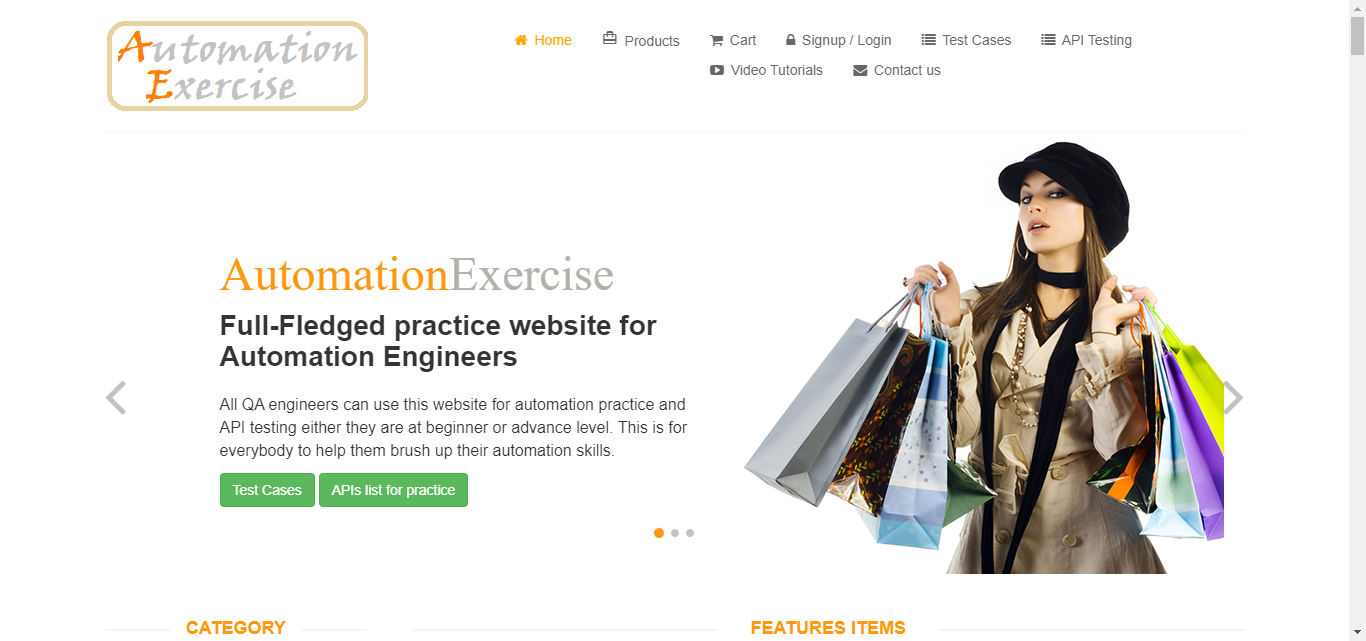 Automation
Exercise
Home
Products
Cart
Signup / Login
Test Cases
API Testing
Video Tutorials
Contact us
AutomationExercise
Full-Fledged practice website for
Automation Engineers
All QA engineers can use this website for automation practice and
API testing either they are at beginner or advance level. This is for
everybody to help them brush up their automation skills.
Test Cases
APIs list for practice
CATEGORY
FEATURES ITEMS